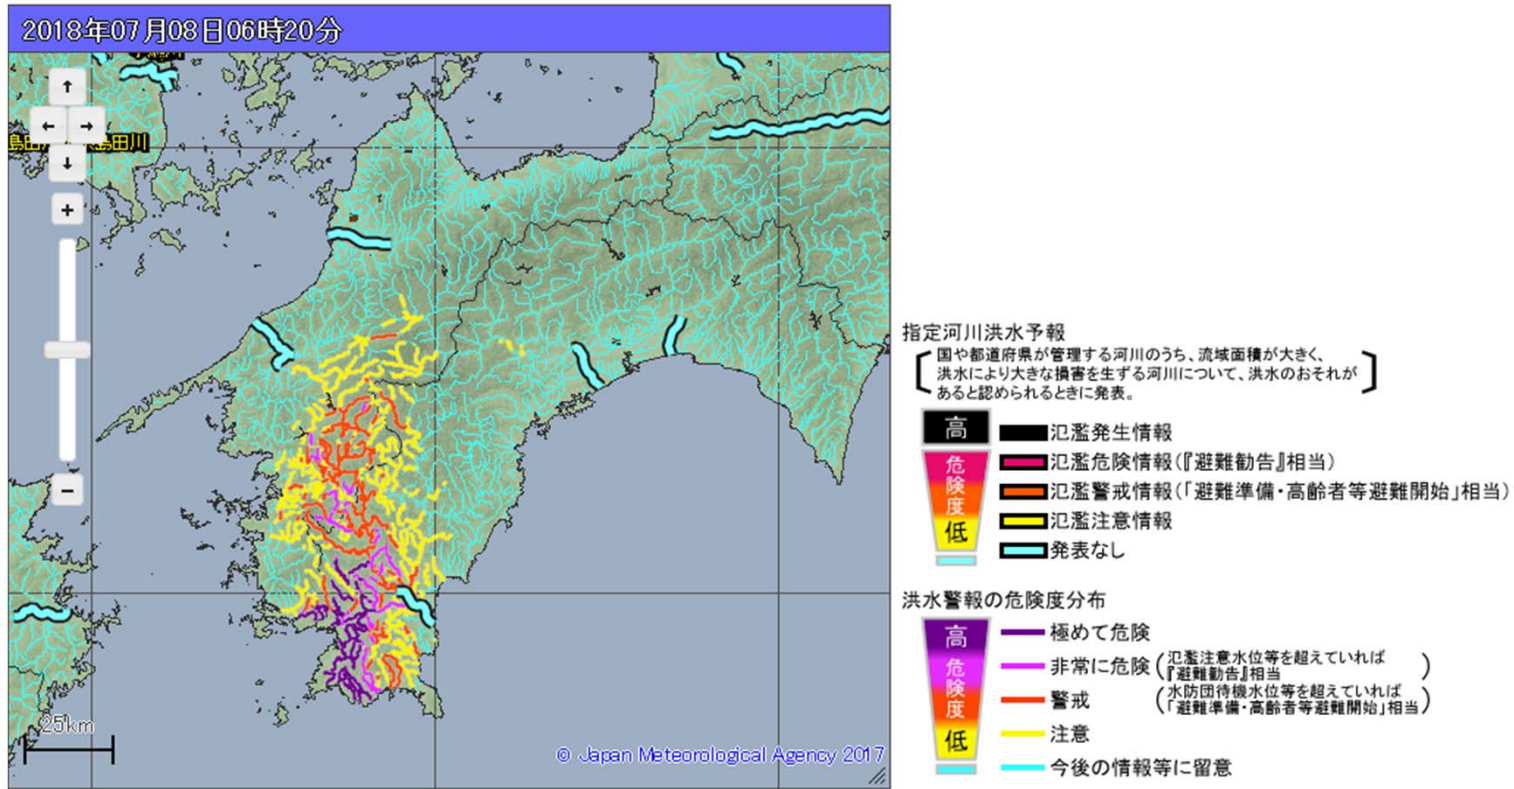 2018年07月08日06時20分
島田川
↑
←
→
↓
+
−
25km
© Japan Meteorological Agency 2017
指定河川洪水予報
国や都道府県が管理する河川のうち、流域面積が大きく、
洪水により大きな損害を生ずる河川について、洪水のおそれが
あると認められるときに発表。
高
危険度
低
氾濫発生情報
氾濫危険情報(『避難勧告』相当)
氾濫警戒情報(「避難準備・高齢者等避難開始」相当)
氾濫注意情報
発表なし
洪水警報の危険度分布
高
危険度
低
極めて危険
非常に危険(氾濫注意水位等を超えていれば
『避難勧告』相当)
警戒(水防団待機水位等を超えていれば
「避難準備・高齢者等避難開始」相当)
注意
今後の情報等に留意